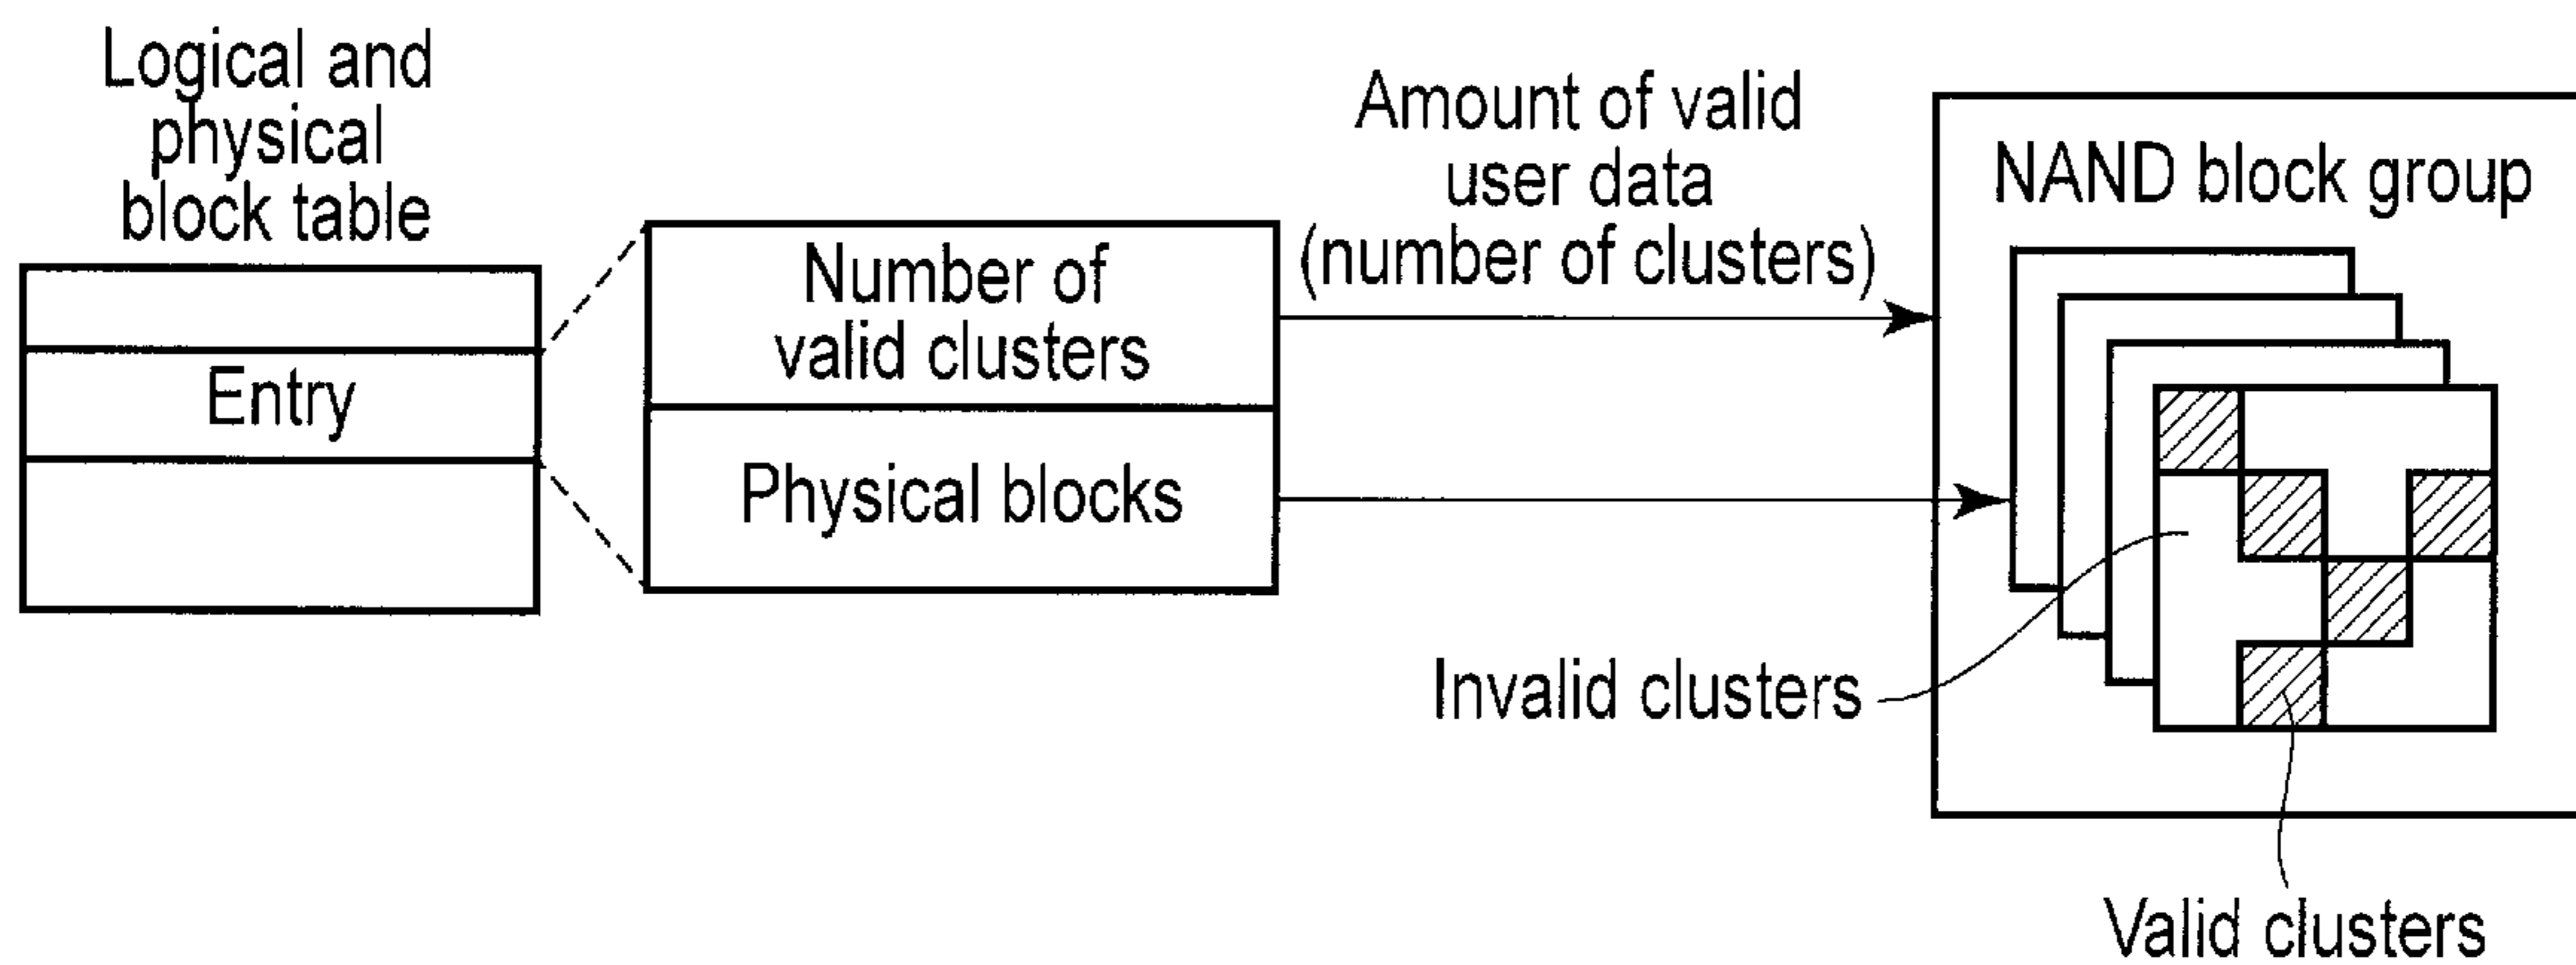 Logical and
physical
block table
Entry
Number of
valid clusters
Physical blocks
Amount of valid
user data
(number of clusters)
NAND block group
Invalid clusters
Valid clusters